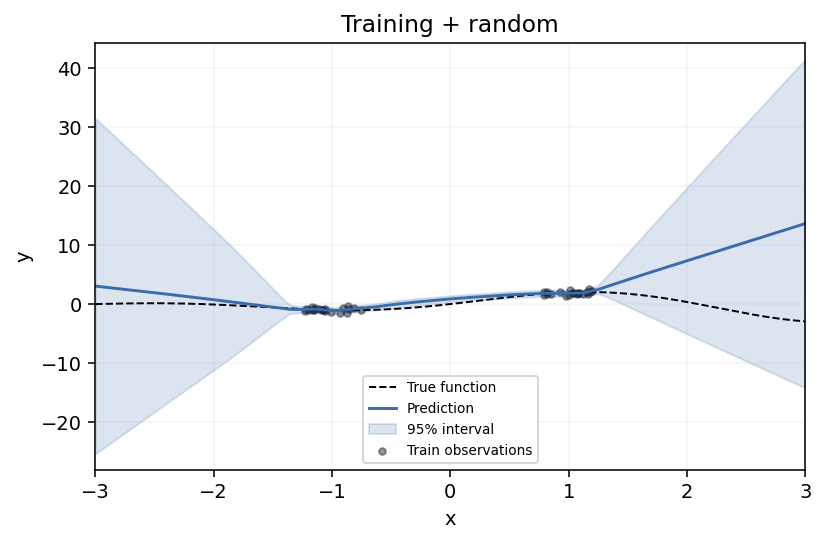 Training + random
y
40
30
20
10
0
−10
−20
True function
Prediction
95% interval
Train observations
−3 −2 −1 0 1 2 3
x